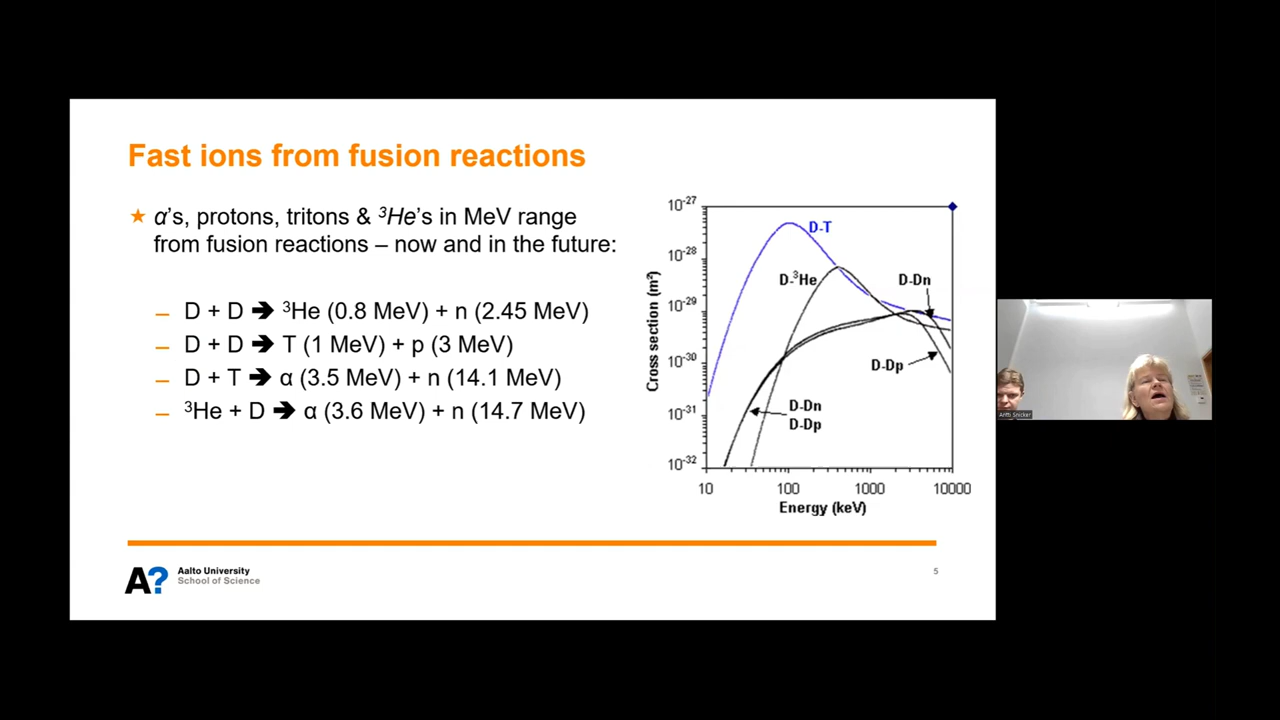 Fast ions from fusion reactions
★ α’s, protons, tritons & ³He’s in MeV range
from fusion reactions – now and in the future:
– D + D ➔ ³He (0.8 MeV) + n (2.45 MeV)
– D + D ➔ T (1 MeV) + p (3 MeV)
– D + T ➔ α (3.5 MeV) + n (14.1 MeV)
– ³He + D ➔ α (3.6 MeV) + n (14.7 MeV)
Cross section (m²)
10⁻²⁷
10⁻²⁸
10⁻²⁹
10⁻³⁰
10⁻³¹
10⁻³²
D-T
D-³He
D-Dn
D-Dp
D-Dn
D-Dp
10 100 1000 10000
Energy (keV)
A?
Aalto University
School of Science
5
Antti Snicker